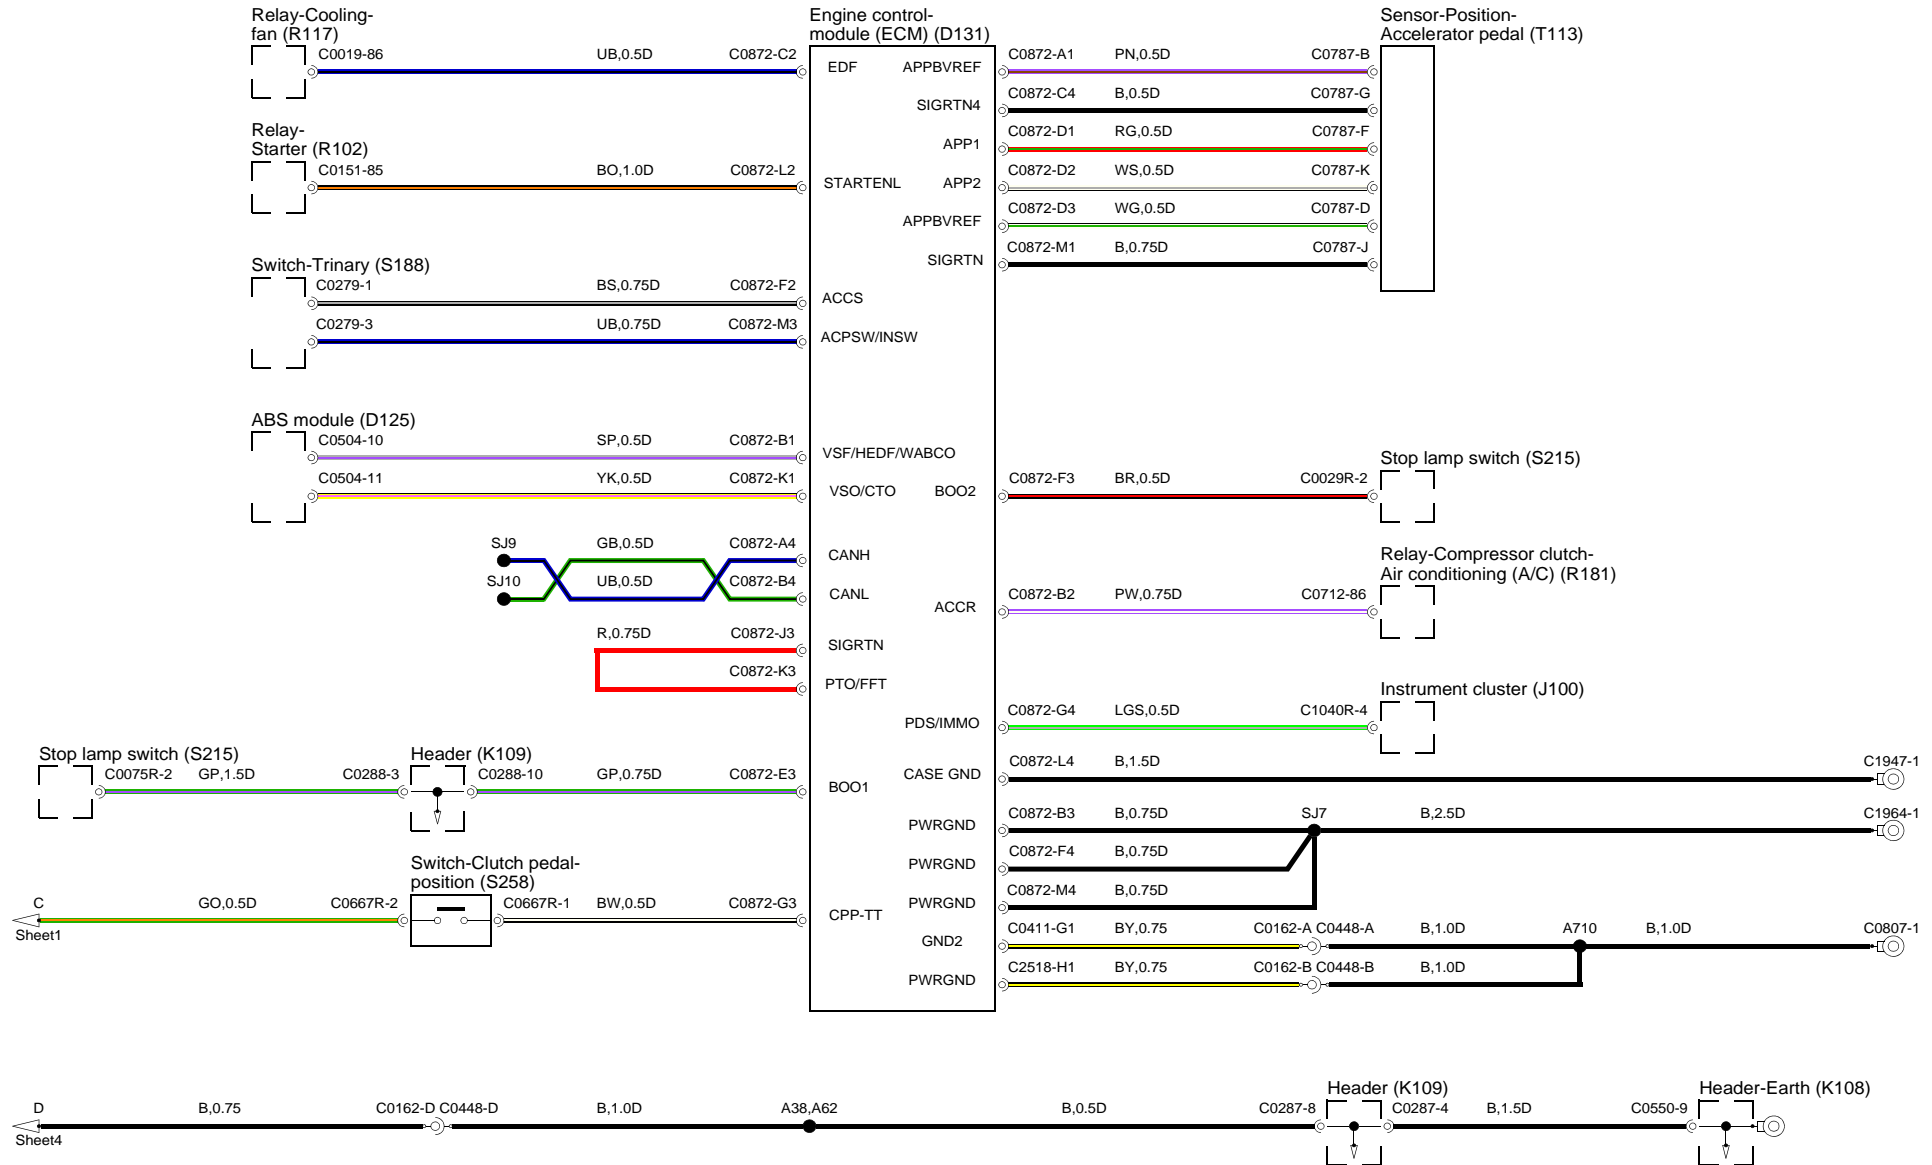 Relay-Cooling-
fan (R117)
C0019-86 UB,0.5D C0872-C2
Relay-
Starter (R102)
C0151-85 BO,1.0D C0872-L2
Switch-Trinary (S188)
C0279-1 BS,0.75D C0872-F2
C0279-3 UB,0.75D C0872-M3
ABS module (D125)
C0504-10 SP,0.5D C0872-B1
C0504-11 YK,0.5D C0872-K1
SJ9 GB,0.5D C0872-A4
SJ10 UB,0.5D C0872-B4
R,0.75D C0872-J3
C0872-K3
Stop lamp switch (S215)
C0075R-2 GP,1.5D C0288-3
Header (K109)
C0288-10 GP,0.75D C0872-E3
Switch-Clutch pedal-
position (S258)
C GO,0.5D C0667R-2
Sheet1
C0667R-1 BW,0.5D C0872-G3
Engine control-
module (ECM) (D131)
EDF APPBVREF
SIGRTN4
APP1
STARTENL APP2
APPBVREF
SIGRTN
ACCS
ACPSW/INSW
VSF/HEDF/WABCO
VSO/CTO BOO2
CANH
CANL
ACCR
SIGRTN
PTO/FFT
PDS/IMMO
CASE GND
BOO1
PWRGND
PWRGND
PWRGND
CPP-TT
GND2
PWRGND
Sensor-Position-
Accelerator pedal (T113)
C0872-A1 PN,0.5D C0787-B
C0872-C4 B,0.5D C0787-G
C0872-D1 RG,0.5D C0787-F
C0872-D2 WS,0.5D C0787-K
C0872-D3 WG,0.5D C0787-D
C0872-M1 B,0.75D C0787-J
Stop lamp switch (S215)
C0872-F3 BR,0.5D C0029R-2
Relay-Compressor clutch-
Air conditioning (A/C) (R181)
C0872-B2 PW,0.75D C0712-86
Instrument cluster (J100)
C0872-G4 LGS,0.5D C1040R-4
C0872-L4 B,1.5D C1947-1
C0872-B3 B,0.75D SJ7 B,2.5D C1964-1
C0872-F4 B,0.75D
C0872-M4 B,0.75D
C0411-G1 BY,0.75 C0162-A C0448-A B,1.0D A710 B,1.0D C0807-1
C2518-H1 BY,0.75 C0162-B C0448-B B,1.0D
Header (K109)
Header-Earth (K108)
D B,0.75 C0162-D C0448-D B,1.0D A38,A62 B,0.5D C0287-8 C0287-4 B,1.5D C0550-9
Sheet4